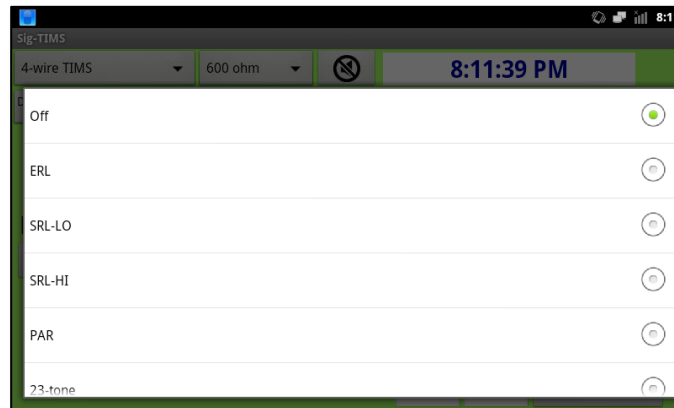 8:1
Sig-TIMS
4-wire TIMS 600 ohm 8:11:39 PM
Off
ERL
SRL-LO
SRL-HI
PAR
23-tone